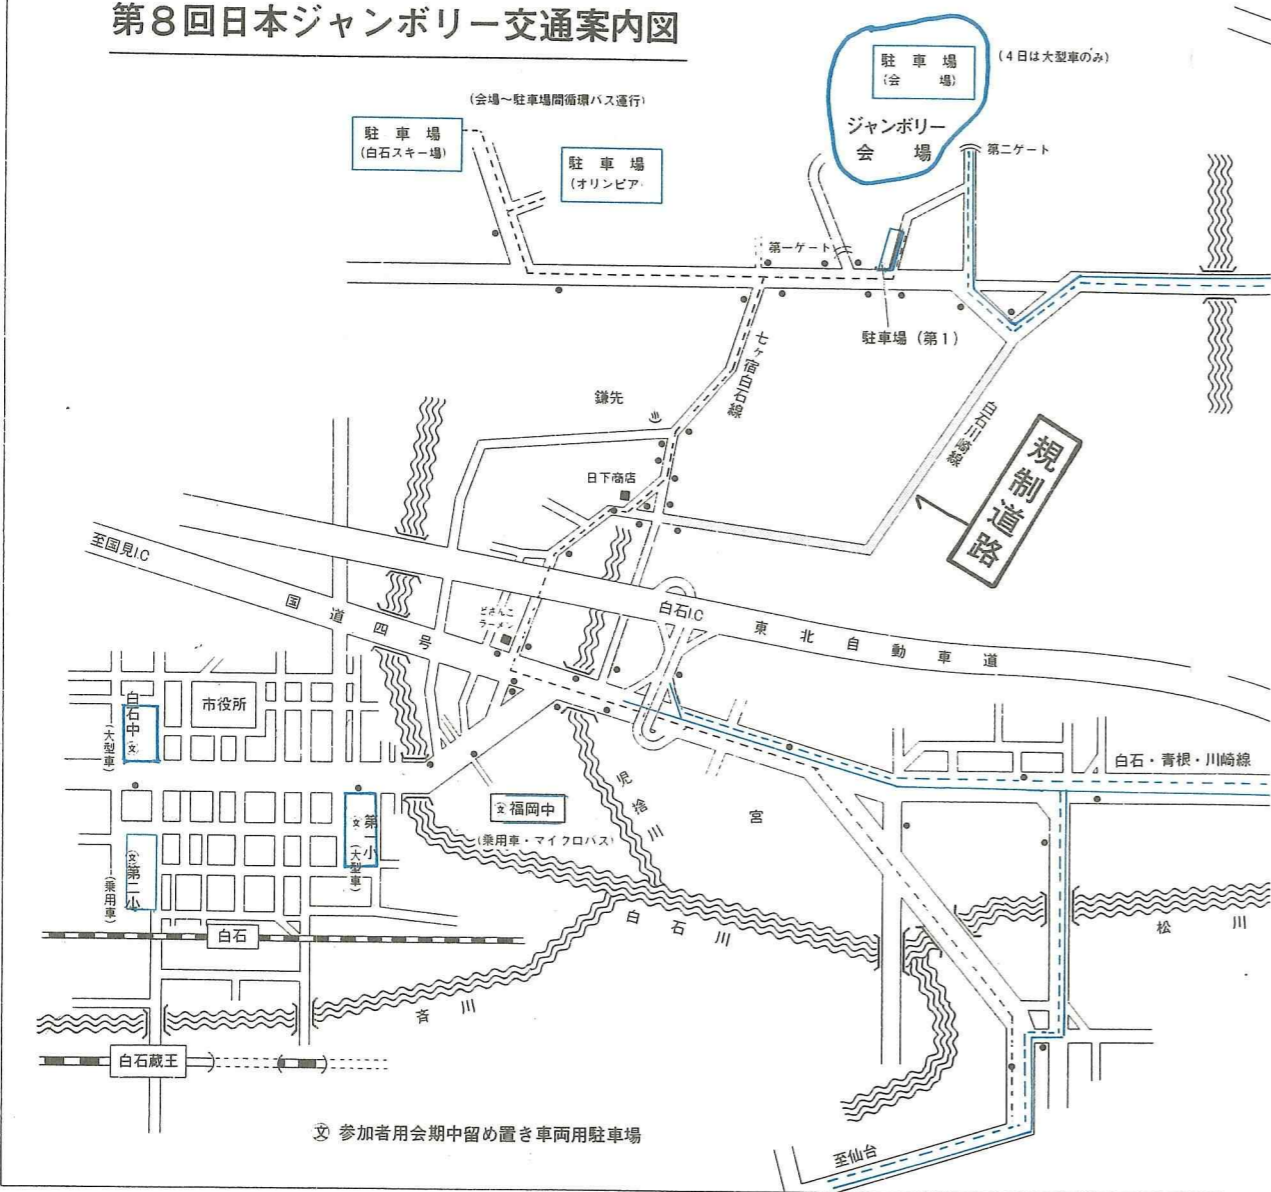 第8回日本ジャンボリー交通案内図
駐車場
(会場)
(4日は大型車のみ)
ジャンボリー
会場
第二ゲート
(会場〜駐車場間循環バス運行)
駐車場
(白石スキー場)
駐車場
(オリンピア)
第一ゲート
駐車場(第1)
七ヶ宿白石線
鎌先
白石川崎線
規制道路
日下商店
至国見I.C
国道四号
どさんこ
ラーメン
白石I.C
東北自動車道
白石中
文
(大型車)
市役所
白石・青根・川崎線
文福岡中
(乗用車・マイクロバス)
児捨川
宮
文第一小
(大型車)
文第二小
(乗用車)
白石
白石川
松川
斉川
白石蔵王
文 参加者用会期中留め置き車両用駐車場
至仙台